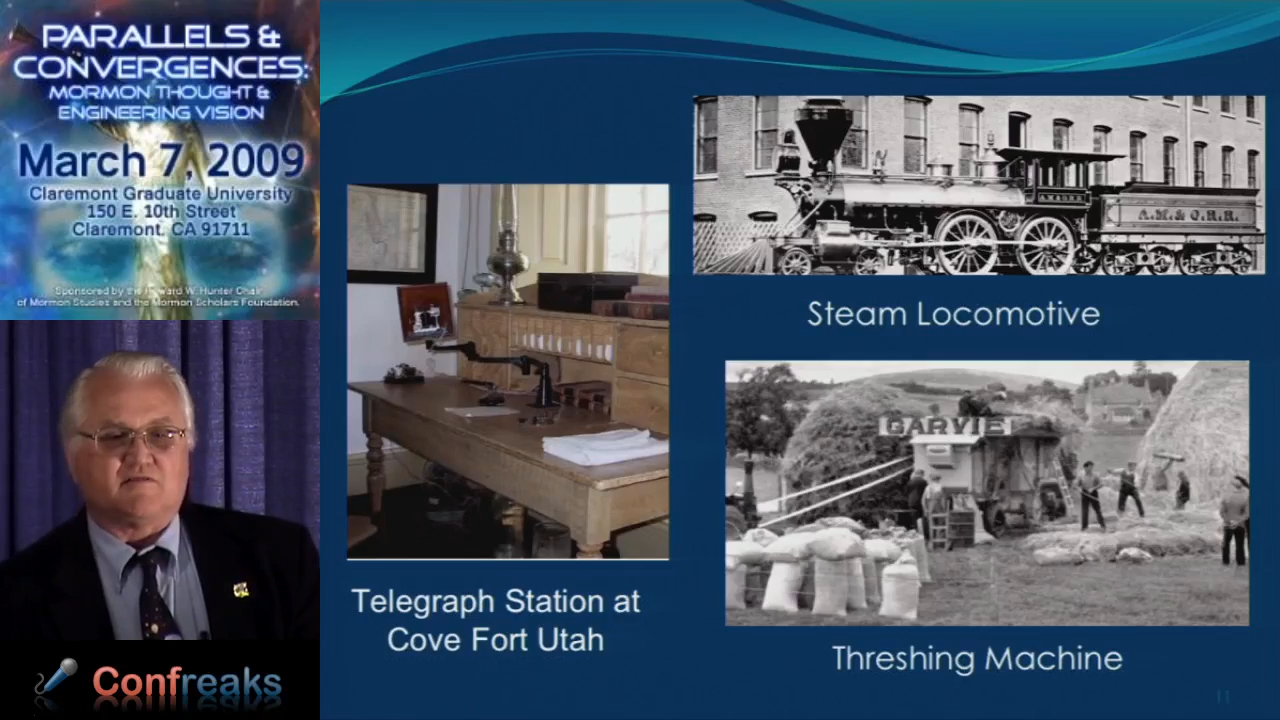 PARALLELS &
CONVERGENCES:
MORMON THOUGHT &
ENGINEERING VISION
March 7, 2009
Claremont Graduate University
150 E. 10th Street
Claremont, CA 91711
Sponsored by the Howard W. Hunter Chair
of Mormon Studies and the Mormon Scholars Foundation.
Confreaks
A.M.& O.R.R.
Steam Locomotive
GARVIE
Telegraph Station at
Cove Fort Utah
Threshing Machine
11